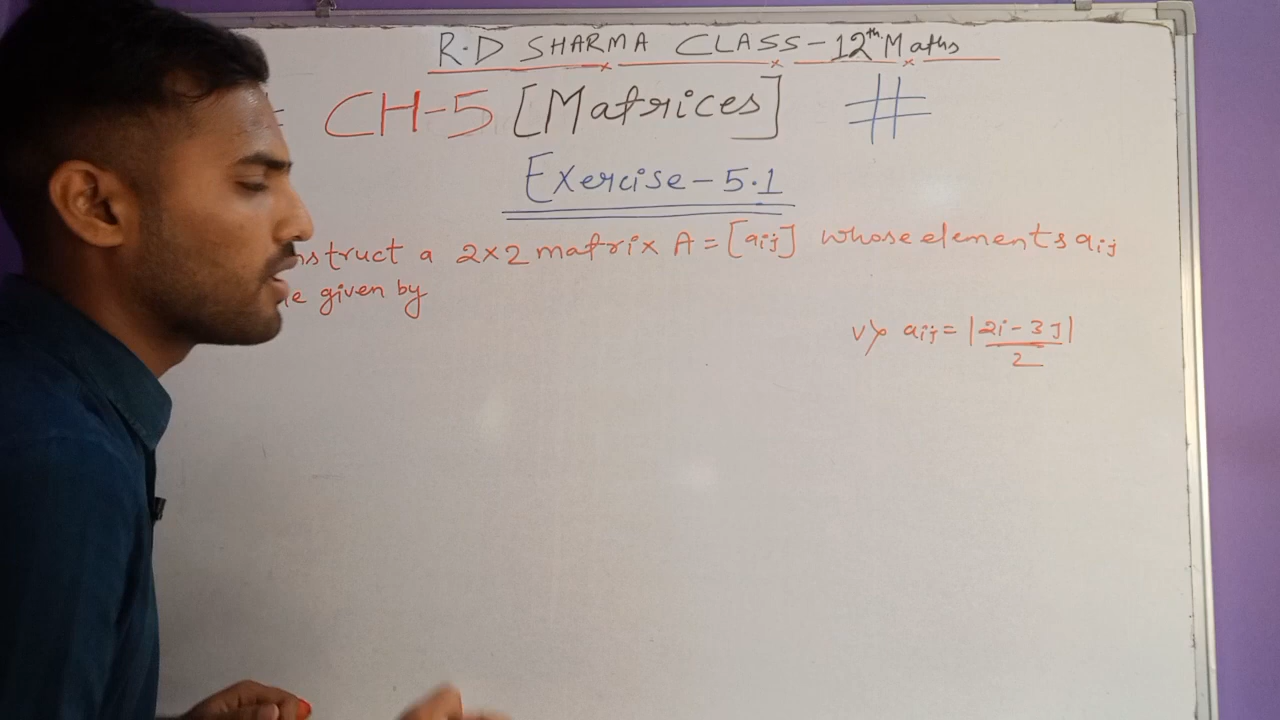 R.D SHARMA CLASS-12th Maths
= CH-5 [Matrices] #
Exercise-5.1
nstruct a 2×2 matrix A = [aij] whose elements aij
e given by
v> aij = |2i-3J|
2